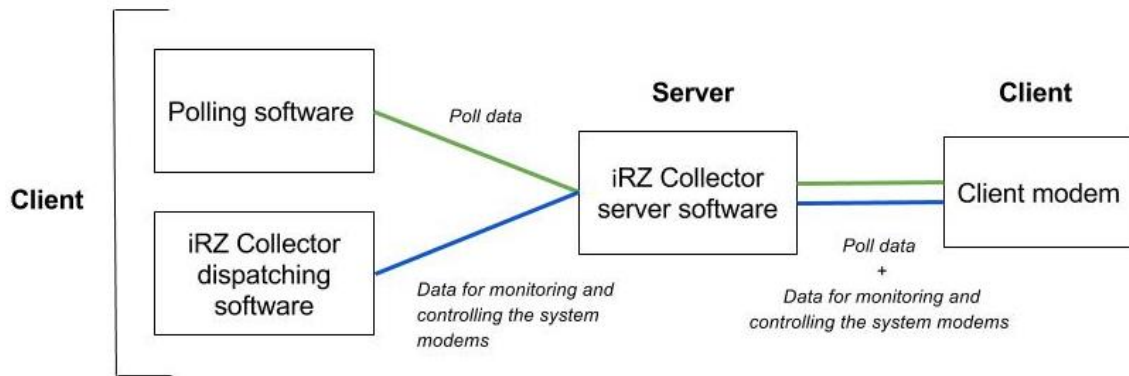 Client
Polling software
iRZ Collector
dispatching
software
Poll data
Data for monitoring and
controlling the system
modems
Server
iRZ Collector
server software
Poll data
+
Data for monitoring and
controlling the system modems
Client
Client modem